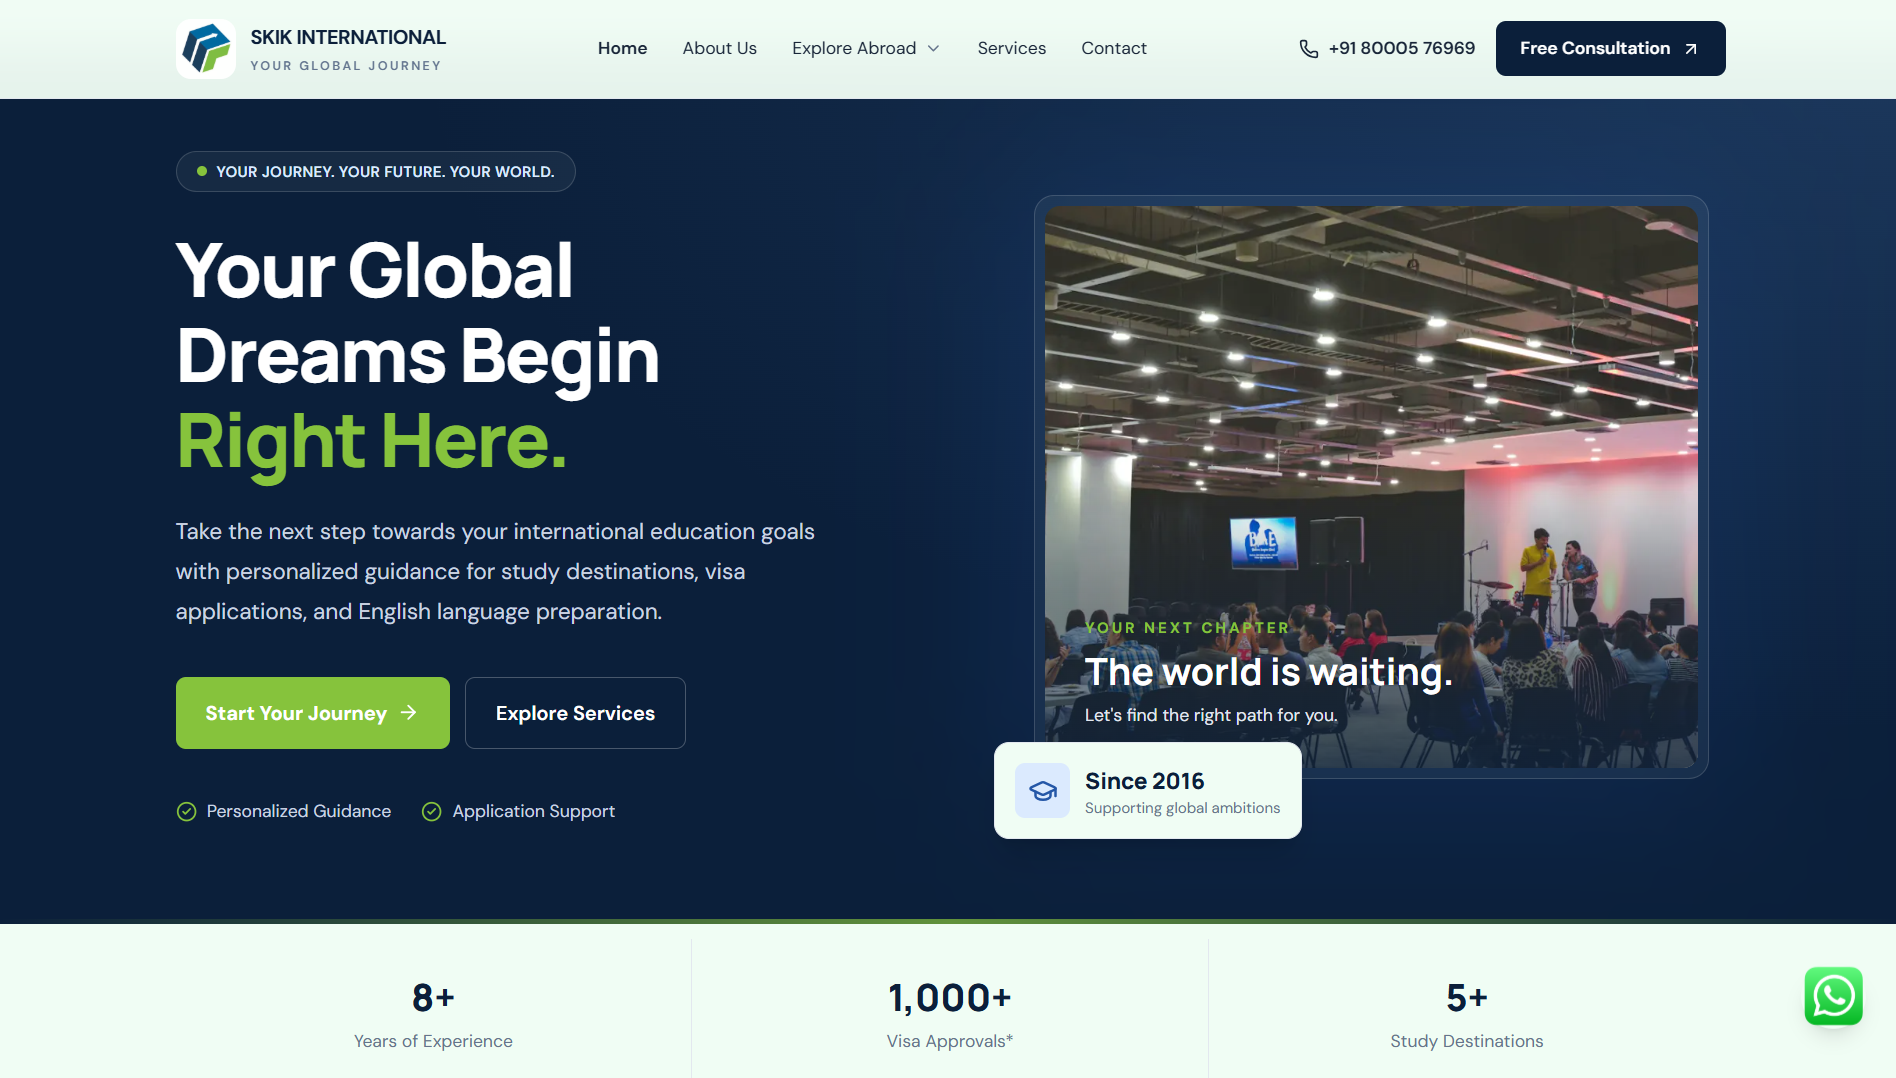 SKIK INTERNATIONAL
YOUR GLOBAL JOURNEY
Home
About Us
Explore Abroad
Services
Contact
+91 80005 76969
Free Consultation
YOUR JOURNEY. YOUR FUTURE. YOUR WORLD.
Your Global
Dreams Begin
Right Here.
Take the next step towards your international education goals
with personalized guidance for study destinations, visa
applications, and English language preparation.
Start Your Journey
Explore Services
Personalized Guidance
Application Support
YOUR NEXT CHAPTER
The world is waiting.
Let's find the right path for you.
Since 2016
Supporting global ambitions
8+
Years of Experience
1,000+
Visa Approvals*
5+
Study Destinations